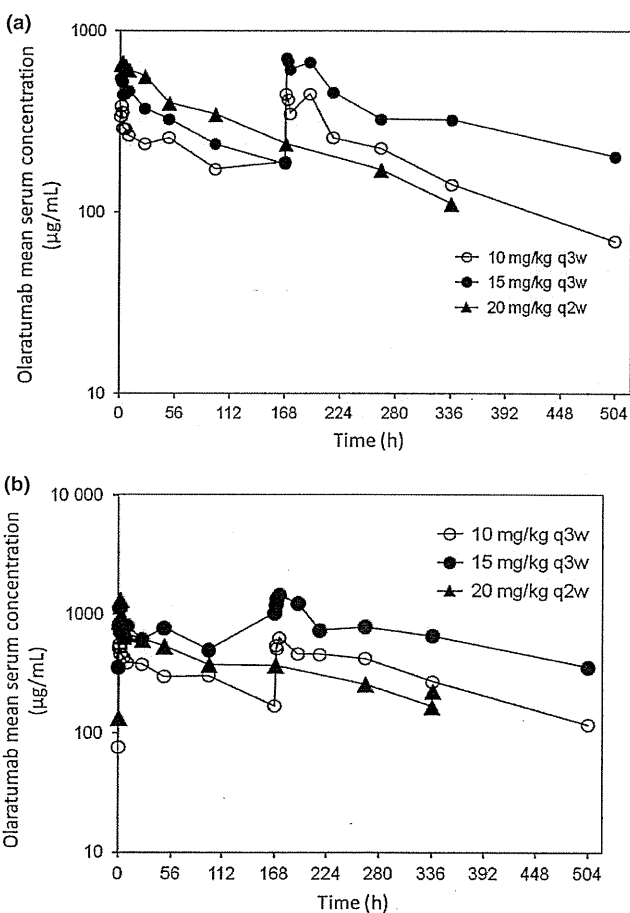 (a)
1000
100
10
Olaratumab mean serum concentration
(µg/mL)
10 mg/kg q3w
15 mg/kg q3w
20 mg/kg q2w
0 56 112 168 224 280 336 392 448 504
Time (h)
(b)
10 000
1000
100
10
Olaratumab mean serum concentration
(µg/mL)
10 mg/kg q3w
15 mg/kg q3w
20 mg/kg q2w
0 56 112 168 224 280 336 392 448 504
Time (h)